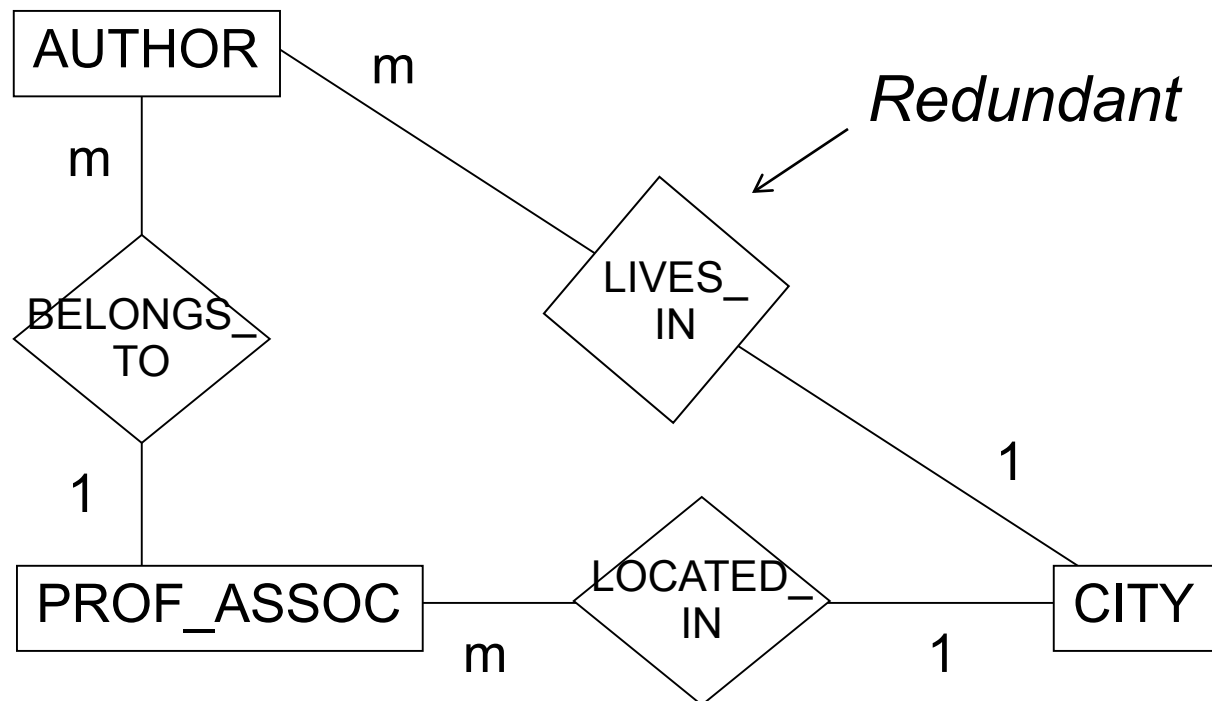 AUTHOR
m
Redundant
m
LIVES_
IN
BELONGS_
TO
1
1
PROF_ASSOC
m
LOCATED_
IN
1
CITY